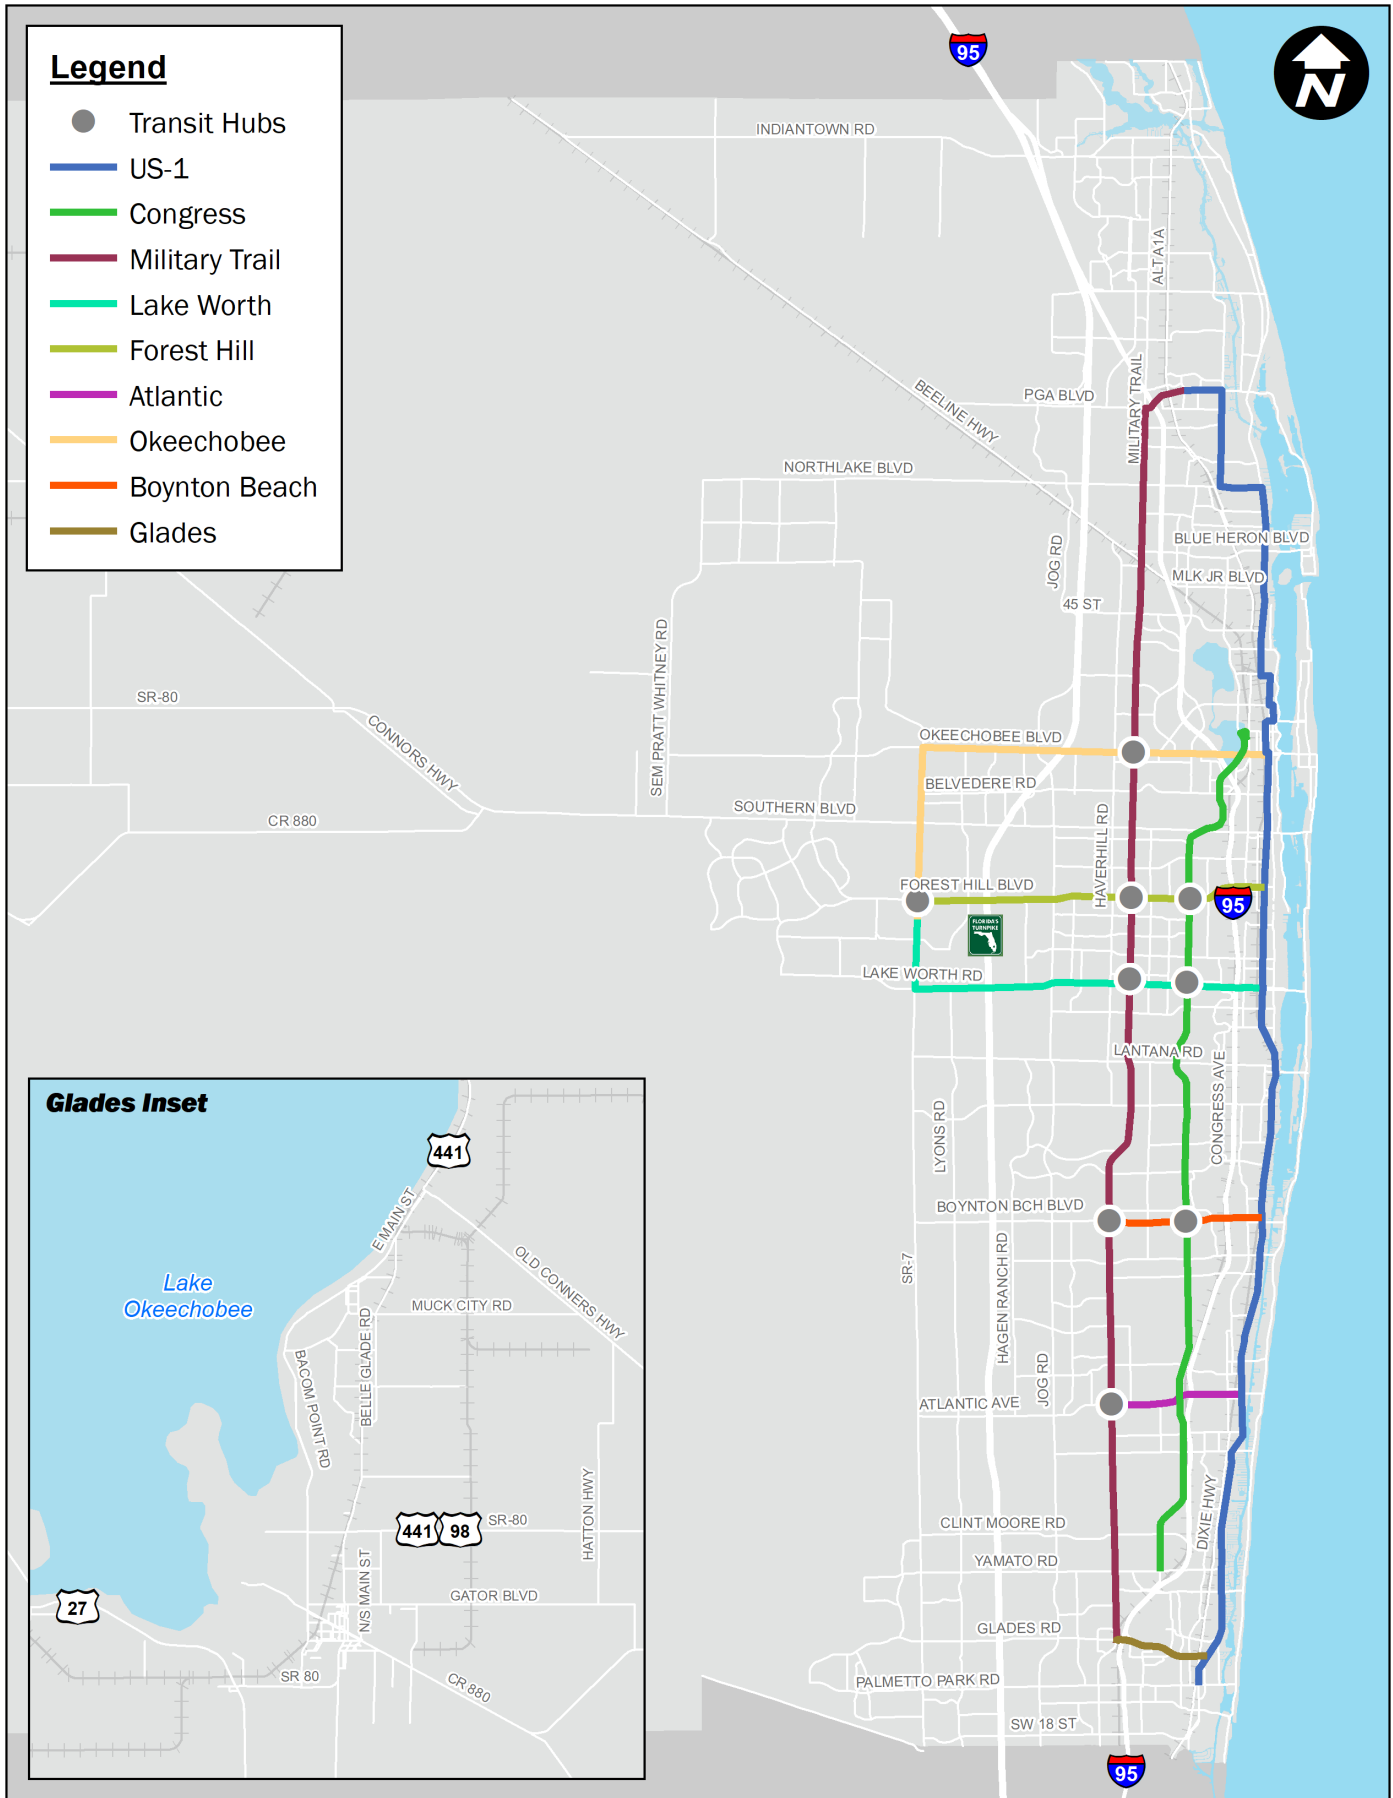 Legend
Transit Hubs
US-1
Congress
Military Trail
Lake Worth
Forest Hill
Atlantic
Okeechobee
Boynton Beach
Glades
95
N
INDIANTOWN RD
ALT A1A
PGA BLVD
MILITARY TRAIL
BEELINE HWY
NORTHLAKE BLVD
BLUE HERON BLVD
JOG RD
MLK JR BLVD
45 ST
SEM PRATT WHITNEY RD
SR-80
CONNORS HWY
OKEECHOBEE BLVD
BELVEDERE RD
SOUTHERN BLVD
CR 880
HAVERHILL RD
FOREST HILL BLVD
95
FLORIDA'S
TURNPIKE
LAKE WORTH RD
LANTANA RD
CONGRESS AVE
LYONS RD
BOYNTON BCH BLVD
SR-7
HAGEN RANCH RD
JOG RD
ATLANTIC AVE
DIXIE HWY
CLINT MOORE RD
YAMATO RD
GLADES RD
PALMETTO PARK RD
SW 18 ST
95
Glades Inset
441
E MAIN ST
OLD CONNERS HWY
Lake
Okeechobee
MUCK CITY RD
BELLE GLADE RD
BACOM POINT RD
HATTON HWY
441
98
SR-80
N/S MAIN ST
GATOR BLVD
27
SR 80
CR 880